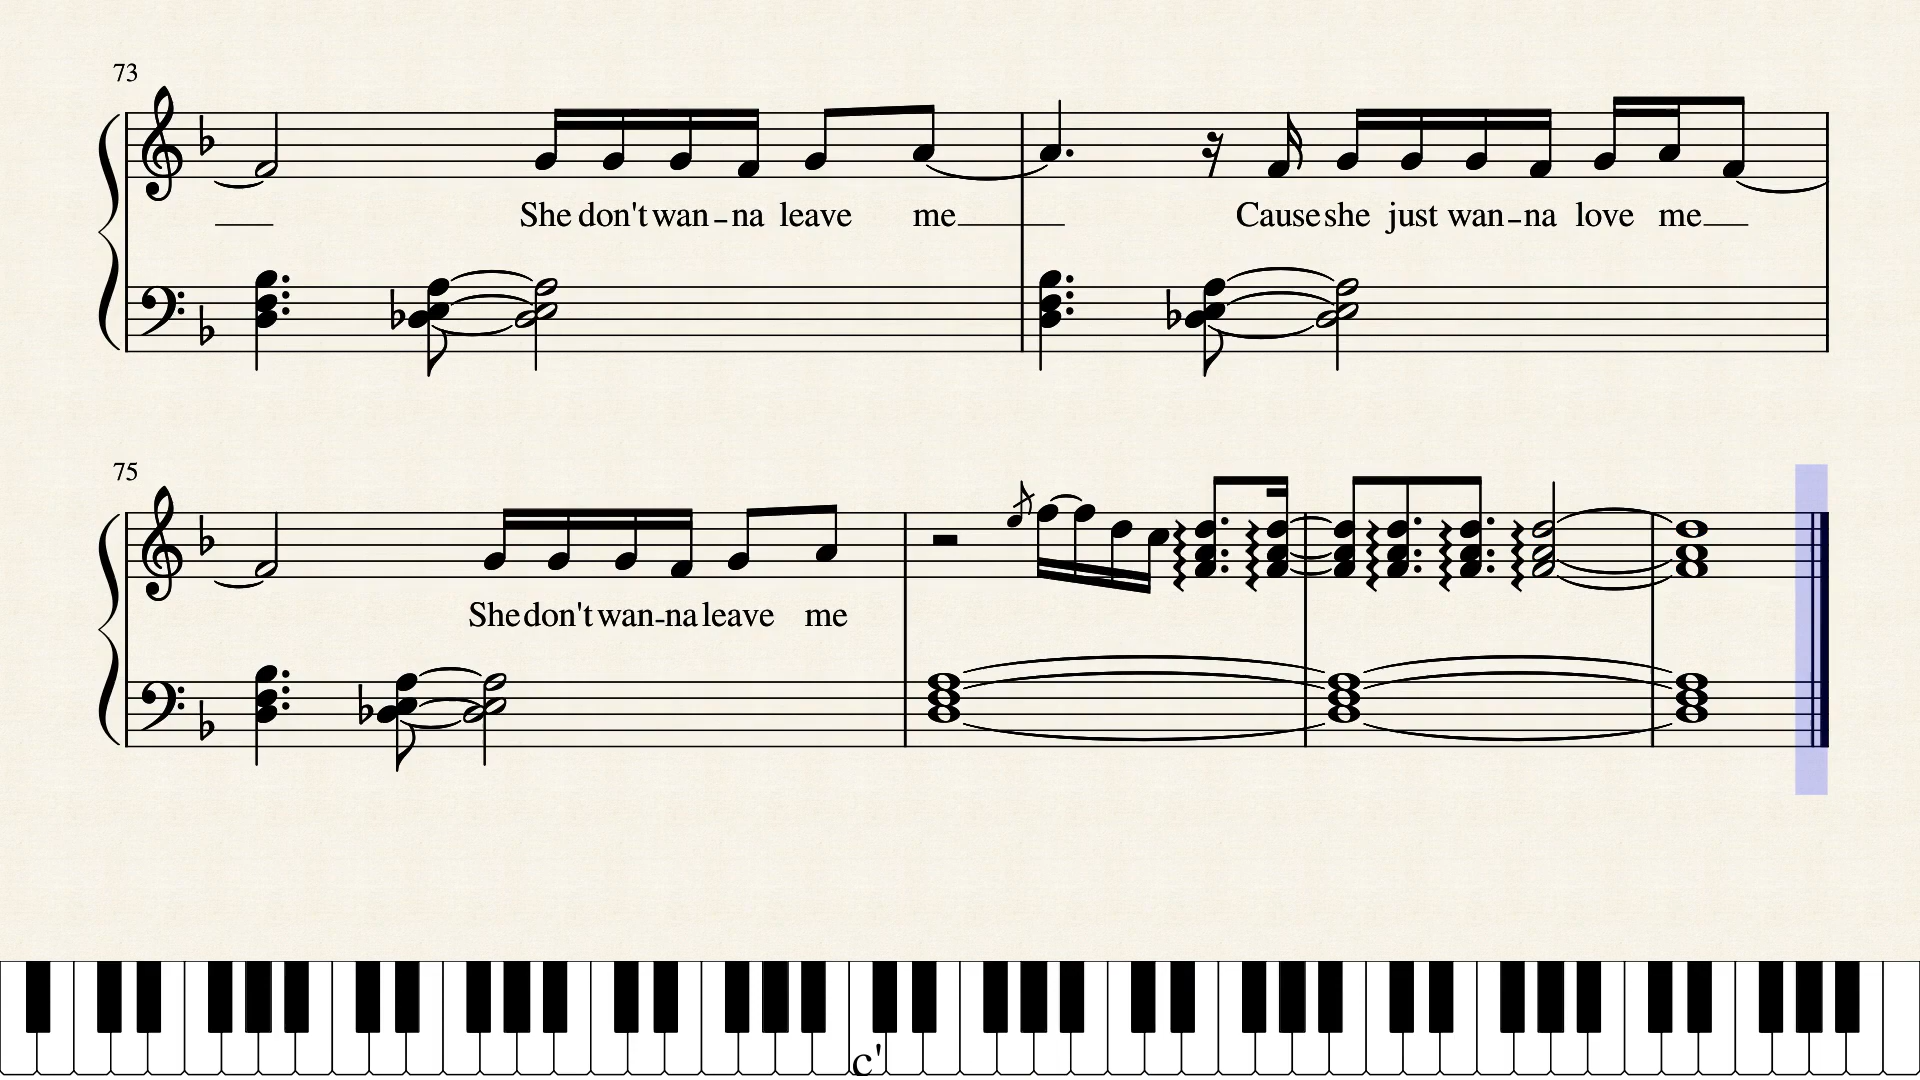 73
She don't wan-na leave me Cause she just wan-na love me
75
She don't wan-na leave me
c'